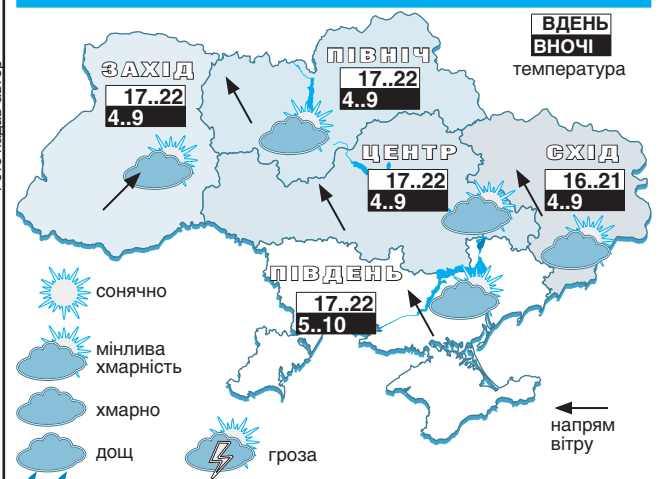 ВДЕНЬ
ВНОЧІ
температура
ПІВНІЧ
17..22
4..9
ЗАХІД
17..22
4..9
ЦЕНТР
17..22
4..9
СХІД
16..21
4..9
ПІВДЕНЬ
17..22
5..10
сонячно
мінлива
хмарність
хмарно
дощ
гроза
напрям
вітру